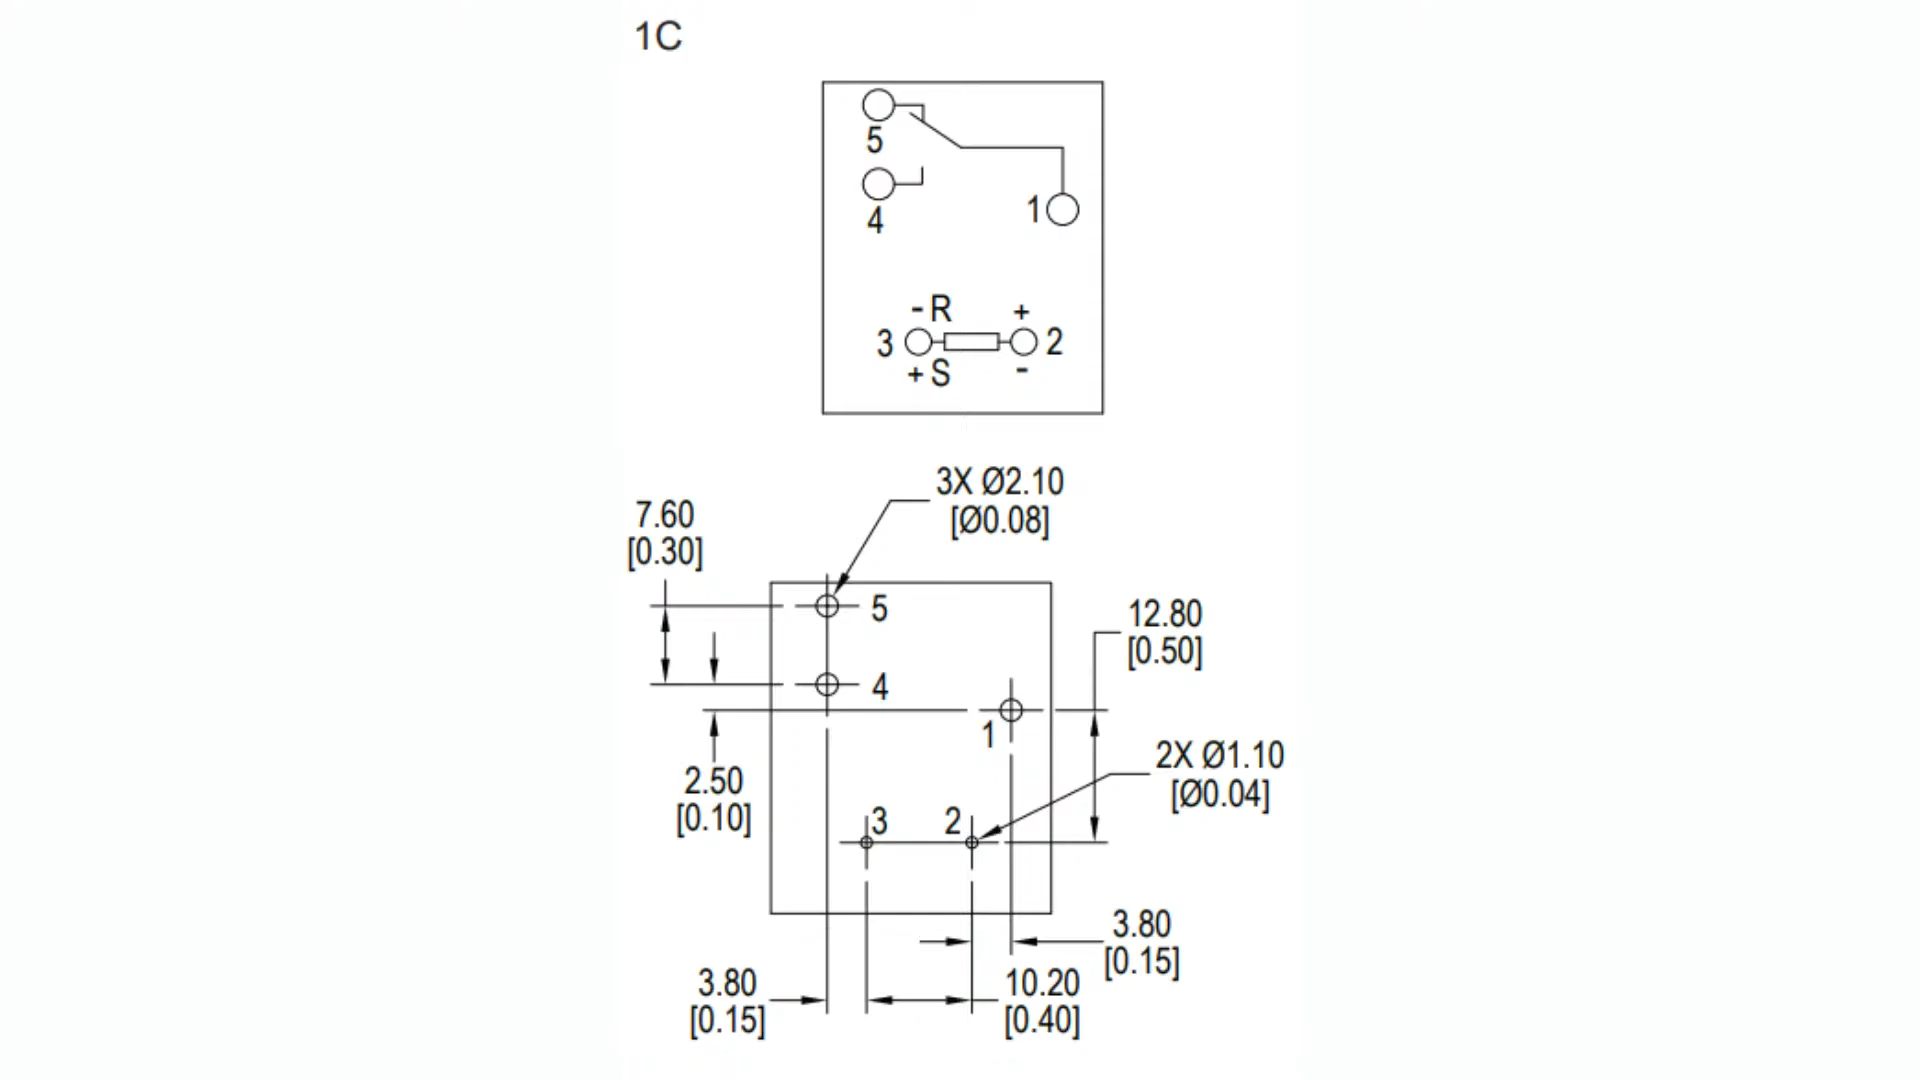 1C
5
4
1
- R +
3 2
+ S -
3X Ø2.10
[Ø0.08]
7.60
[0.30]
5
12.80
[0.50]
4
1
2X Ø1.10
[Ø0.04]
2.50
[0.10]
3 2
3.80
[0.15]
3.80
[0.15]
10.20
[0.40]